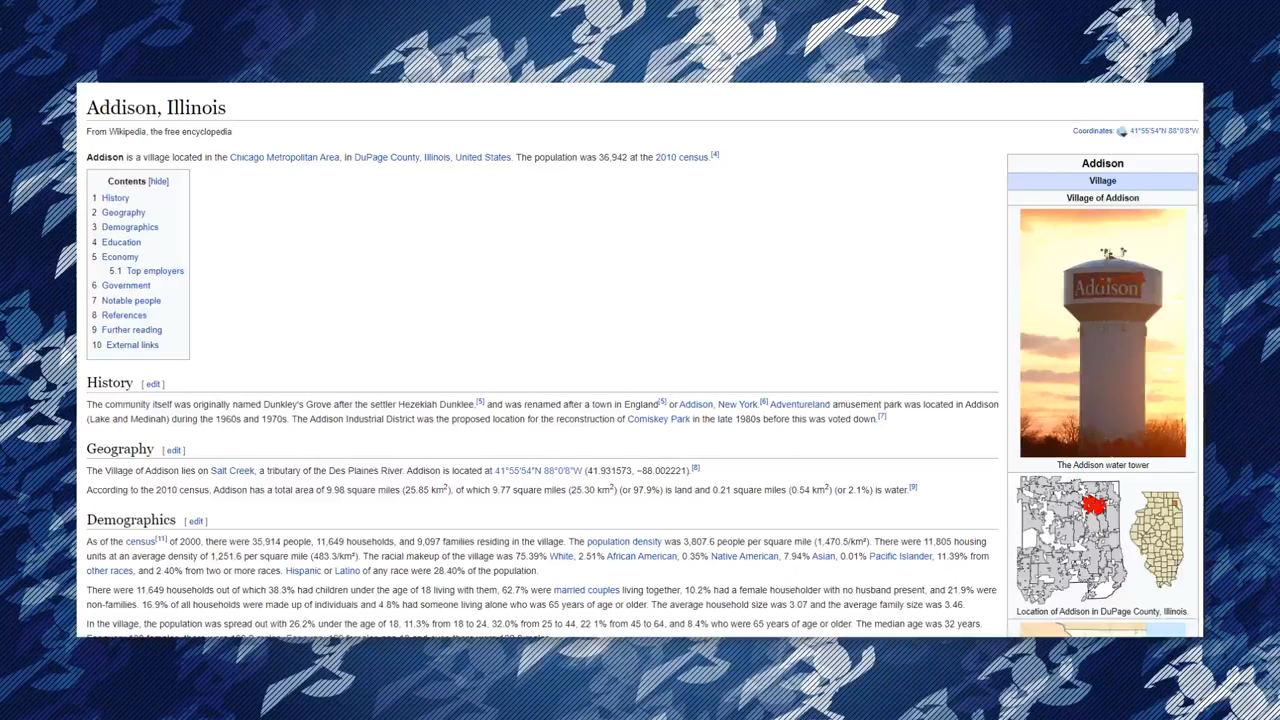 Addison, Illinois
From Wikipedia, the free encyclopedia
Coordinates: 41°55′54″N 88°0′8″W
Addison is a village located in the Chicago Metropolitan Area, in DuPage County, Illinois, United States. The population was 36,942 at the 2010 census.[4]
Contents [hide]
1 History
2 Geography
3 Demographics
4 Education
5 Economy
5.1 Top employers
6 Government
7 Notable people
8 References
9 Further reading
10 External links
Addison
Village
Village of Addison
Addison
The Addison water tower
Location of Addison in DuPage County, Illinois.
History [ edit ]
The community itself was originally named Dunkley's Grove after the settler Hezekiah Dunklee,[5] and was renamed after a town in England[5] or Addison, New York.[6] Adventureland amusement park was located in Addison
(Lake and Medinah) during the 1960s and 1970s. The Addison Industrial District was the proposed location for the reconstruction of Comiskey Park in the late 1980s before this was voted down.[7]
Geography [ edit ]
The Village of Addison lies on Salt Creek, a tributary of the Des Plaines River. Addison is located at 41°55′54″N 88°0′8″W (41.931573, −88.002221).[8]
According to the 2010 census, Addison has a total area of 9.98 square miles (25.85 km2), of which 9.77 square miles (25.30 km2) (or 97.9%) is land and 0.21 square miles (0.54 km2) (or 2.1%) is water.[9]
Demographics [ edit ]
As of the census[11] of 2000, there were 35,914 people, 11,649 households, and 9,097 families residing in the village. The population density was 3,807.6 people per square mile (1,470.5/km²). There were 11,805 housing
units at an average density of 1,251.6 per square mile (483.3/km²). The racial makeup of the village was 75.39% White, 2.51% African American, 0.35% Native American, 7.94% Asian, 0.01% Pacific Islander, 11.39% from
other races, and 2.40% from two or more races. Hispanic or Latino of any race were 28.40% of the population.
There were 11,649 households out of which 38.3% had children under the age of 18 living with them, 62.7% were married couples living together, 10.2% had a female householder with no husband present, and 21.9% were
non-families. 16.9% of all households were made up of individuals and 4.8% had someone living alone who was 65 years of age or older. The average household size was 3.07 and the average family size was 3.46.
In the village, the population was spread out with 26.2% under the age of 18, 11.3% from 18 to 24, 32.0% from 25 to 44, 22.1% from 45 to 64, and 8.4% who were 65 years of age or older. The median age was 32 years.